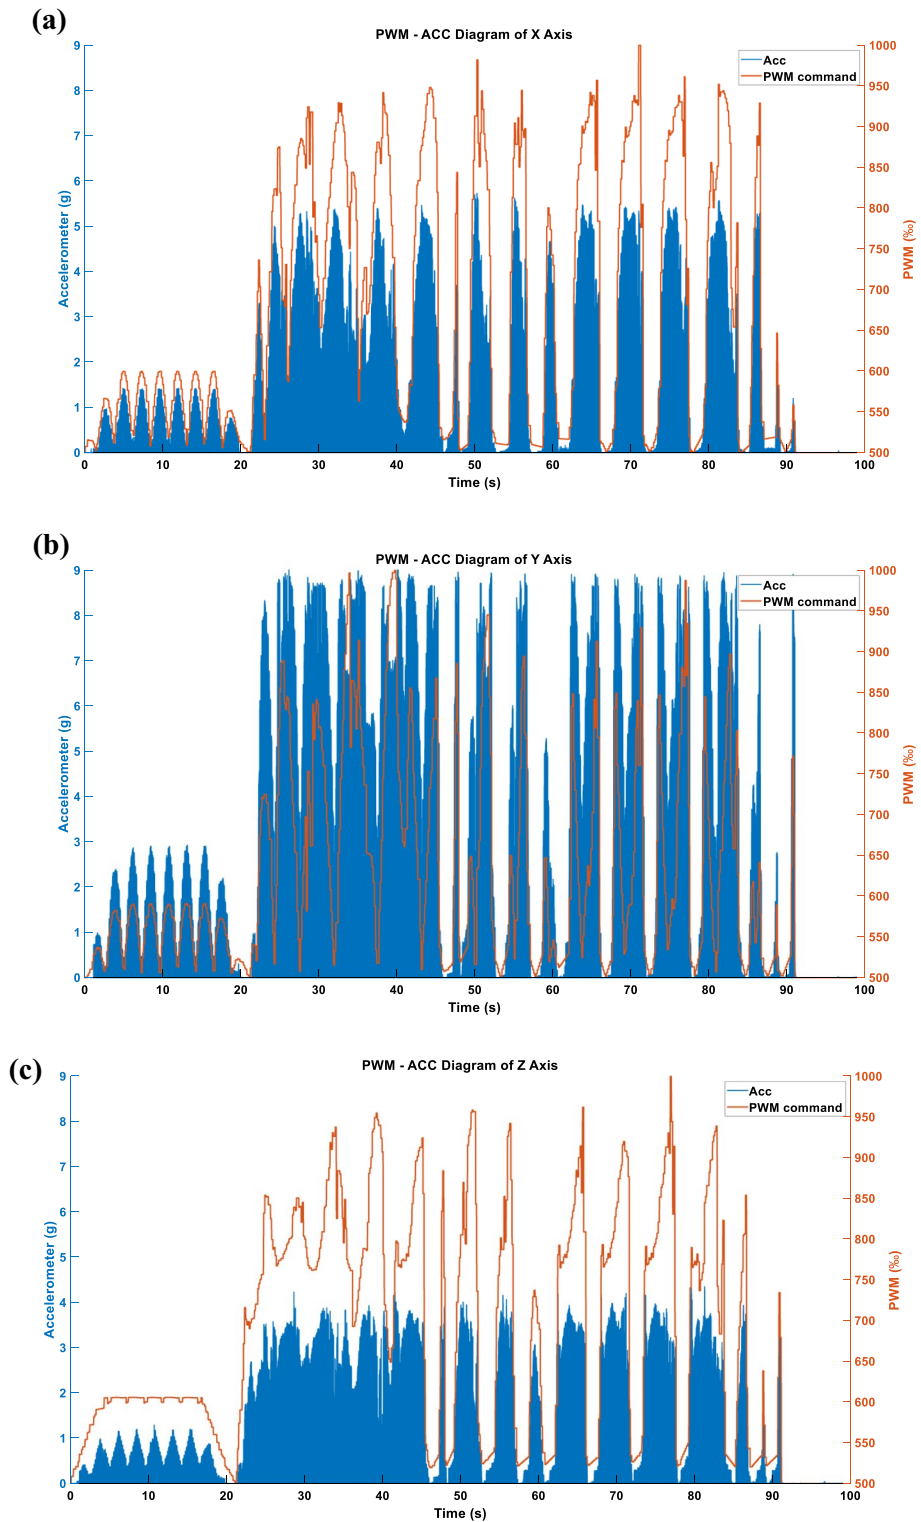 (a)
PWM - ACC Diagram of X Axis
9 8 7 6 5 4 3 2 1 0
Accelerometer (g)
1000 950 900 850 800 750 700 650 600 550 500
PWM (‰)
Acc
PWM command
0 10 20 30 40 50 60 70 80 90 100
Time (s)
(b)
PWM - ACC Diagram of Y Axis
9 8 7 6 5 4 3 2 1 0
Accelerometer (g)
1000 950 900 850 800 750 700 650 600 550 500
PWM (‰)
Acc
PWM command
0 10 20 30 40 50 60 70 80 90 100
Time (s)
(c)
PWM - ACC Diagram of Z Axis
9 8 7 6 5 4 3 2 1 0
Accelerometer (g)
1000 950 900 850 800 750 700 650 600 550 500
PWM (‰)
Acc
PWM command
0 10 20 30 40 50 60 70 80 90 100
Time (s)